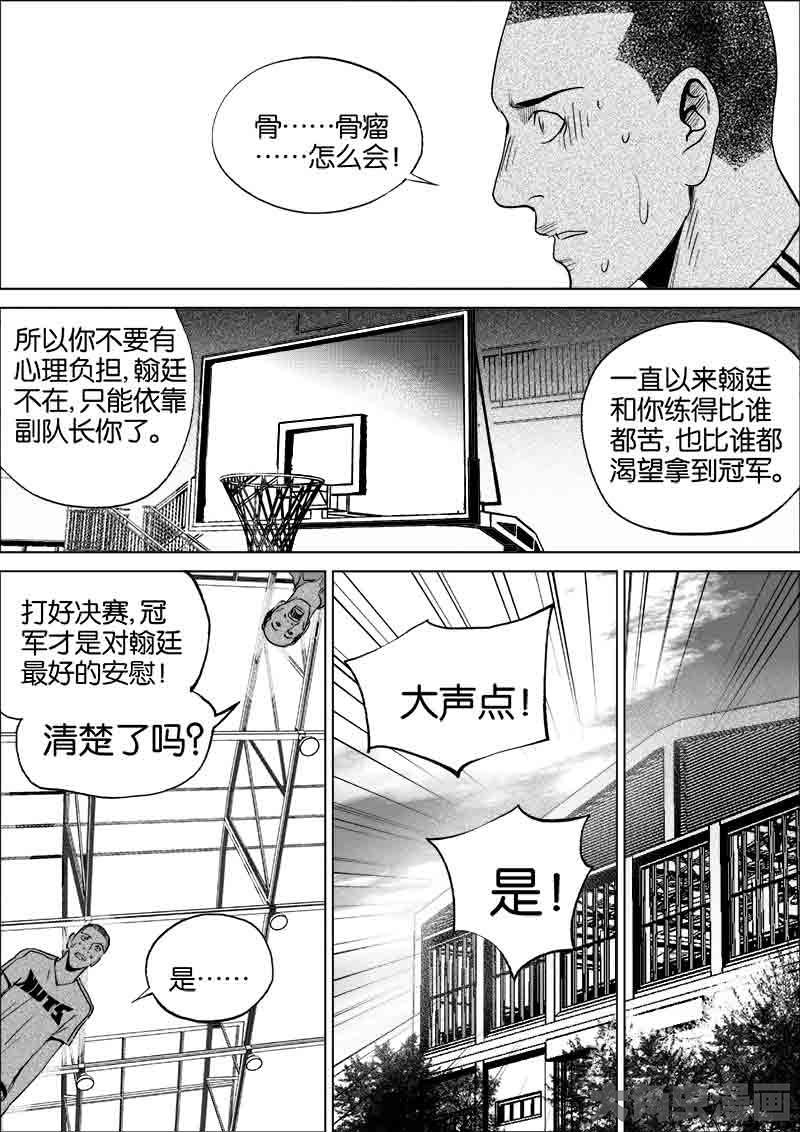 骨……骨瘤
……怎么会！
所以你不要有
心理负担，翰廷
不在，只能依靠
副队长你了。
一直以来翰廷
和你练得比谁
都苦，也比谁都
渴望拿到冠军。
打好决赛，冠
军才是对翰廷
最好的安慰！
清楚了吗？
是……
大声点！
是！